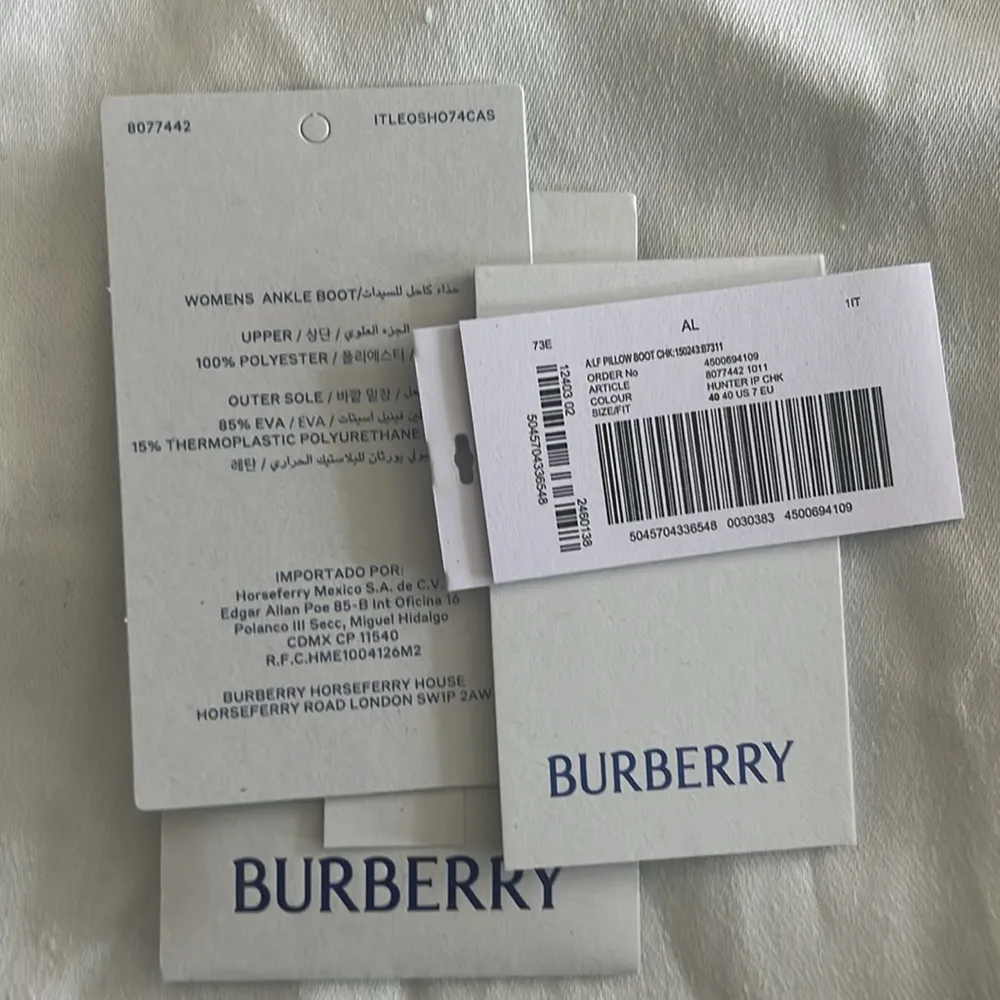 8077442
ITLEOSHO74CAS
WOMENS ANKLE BOOT/حذاء كاحل للسيدات
UPPER / 상단 / الجزء العلوي
100% POLYESTER / 폴리에스터 /
OUTER SOLE / 바깥 밑창 /
85% EVA / EVA / فينيل اسيتات
15% THERMOPLASTIC POLYURETHANE
레탄 / بورثان للبلاستيك الحراري
IMPORTADO POR:
Horseferry Mexico S.A. de C.V.
Edgar Allan Poe 85-B Int Oficina 16
Polanco III Secc, Miguel Hidalgo
CDMX CP 11540
R.F.C.HME1004126M2
BURBERRY HORSEFERRY HOUSE
HORSEFERRY ROAD LONDON SW1P 2AW
73E
AL
1IT
A:LF PILLOW BOOT CHK:150243:B7311
ORDER No 4500694109
ARTICLE 8077442 1011
COLOUR HUNTER IP CHK
SIZE/FIT 40 40 US 7 EU
12403 02
2460138
5045704336548
5045704336548 0030383 4500694109
BURBERRY
BURBERRY